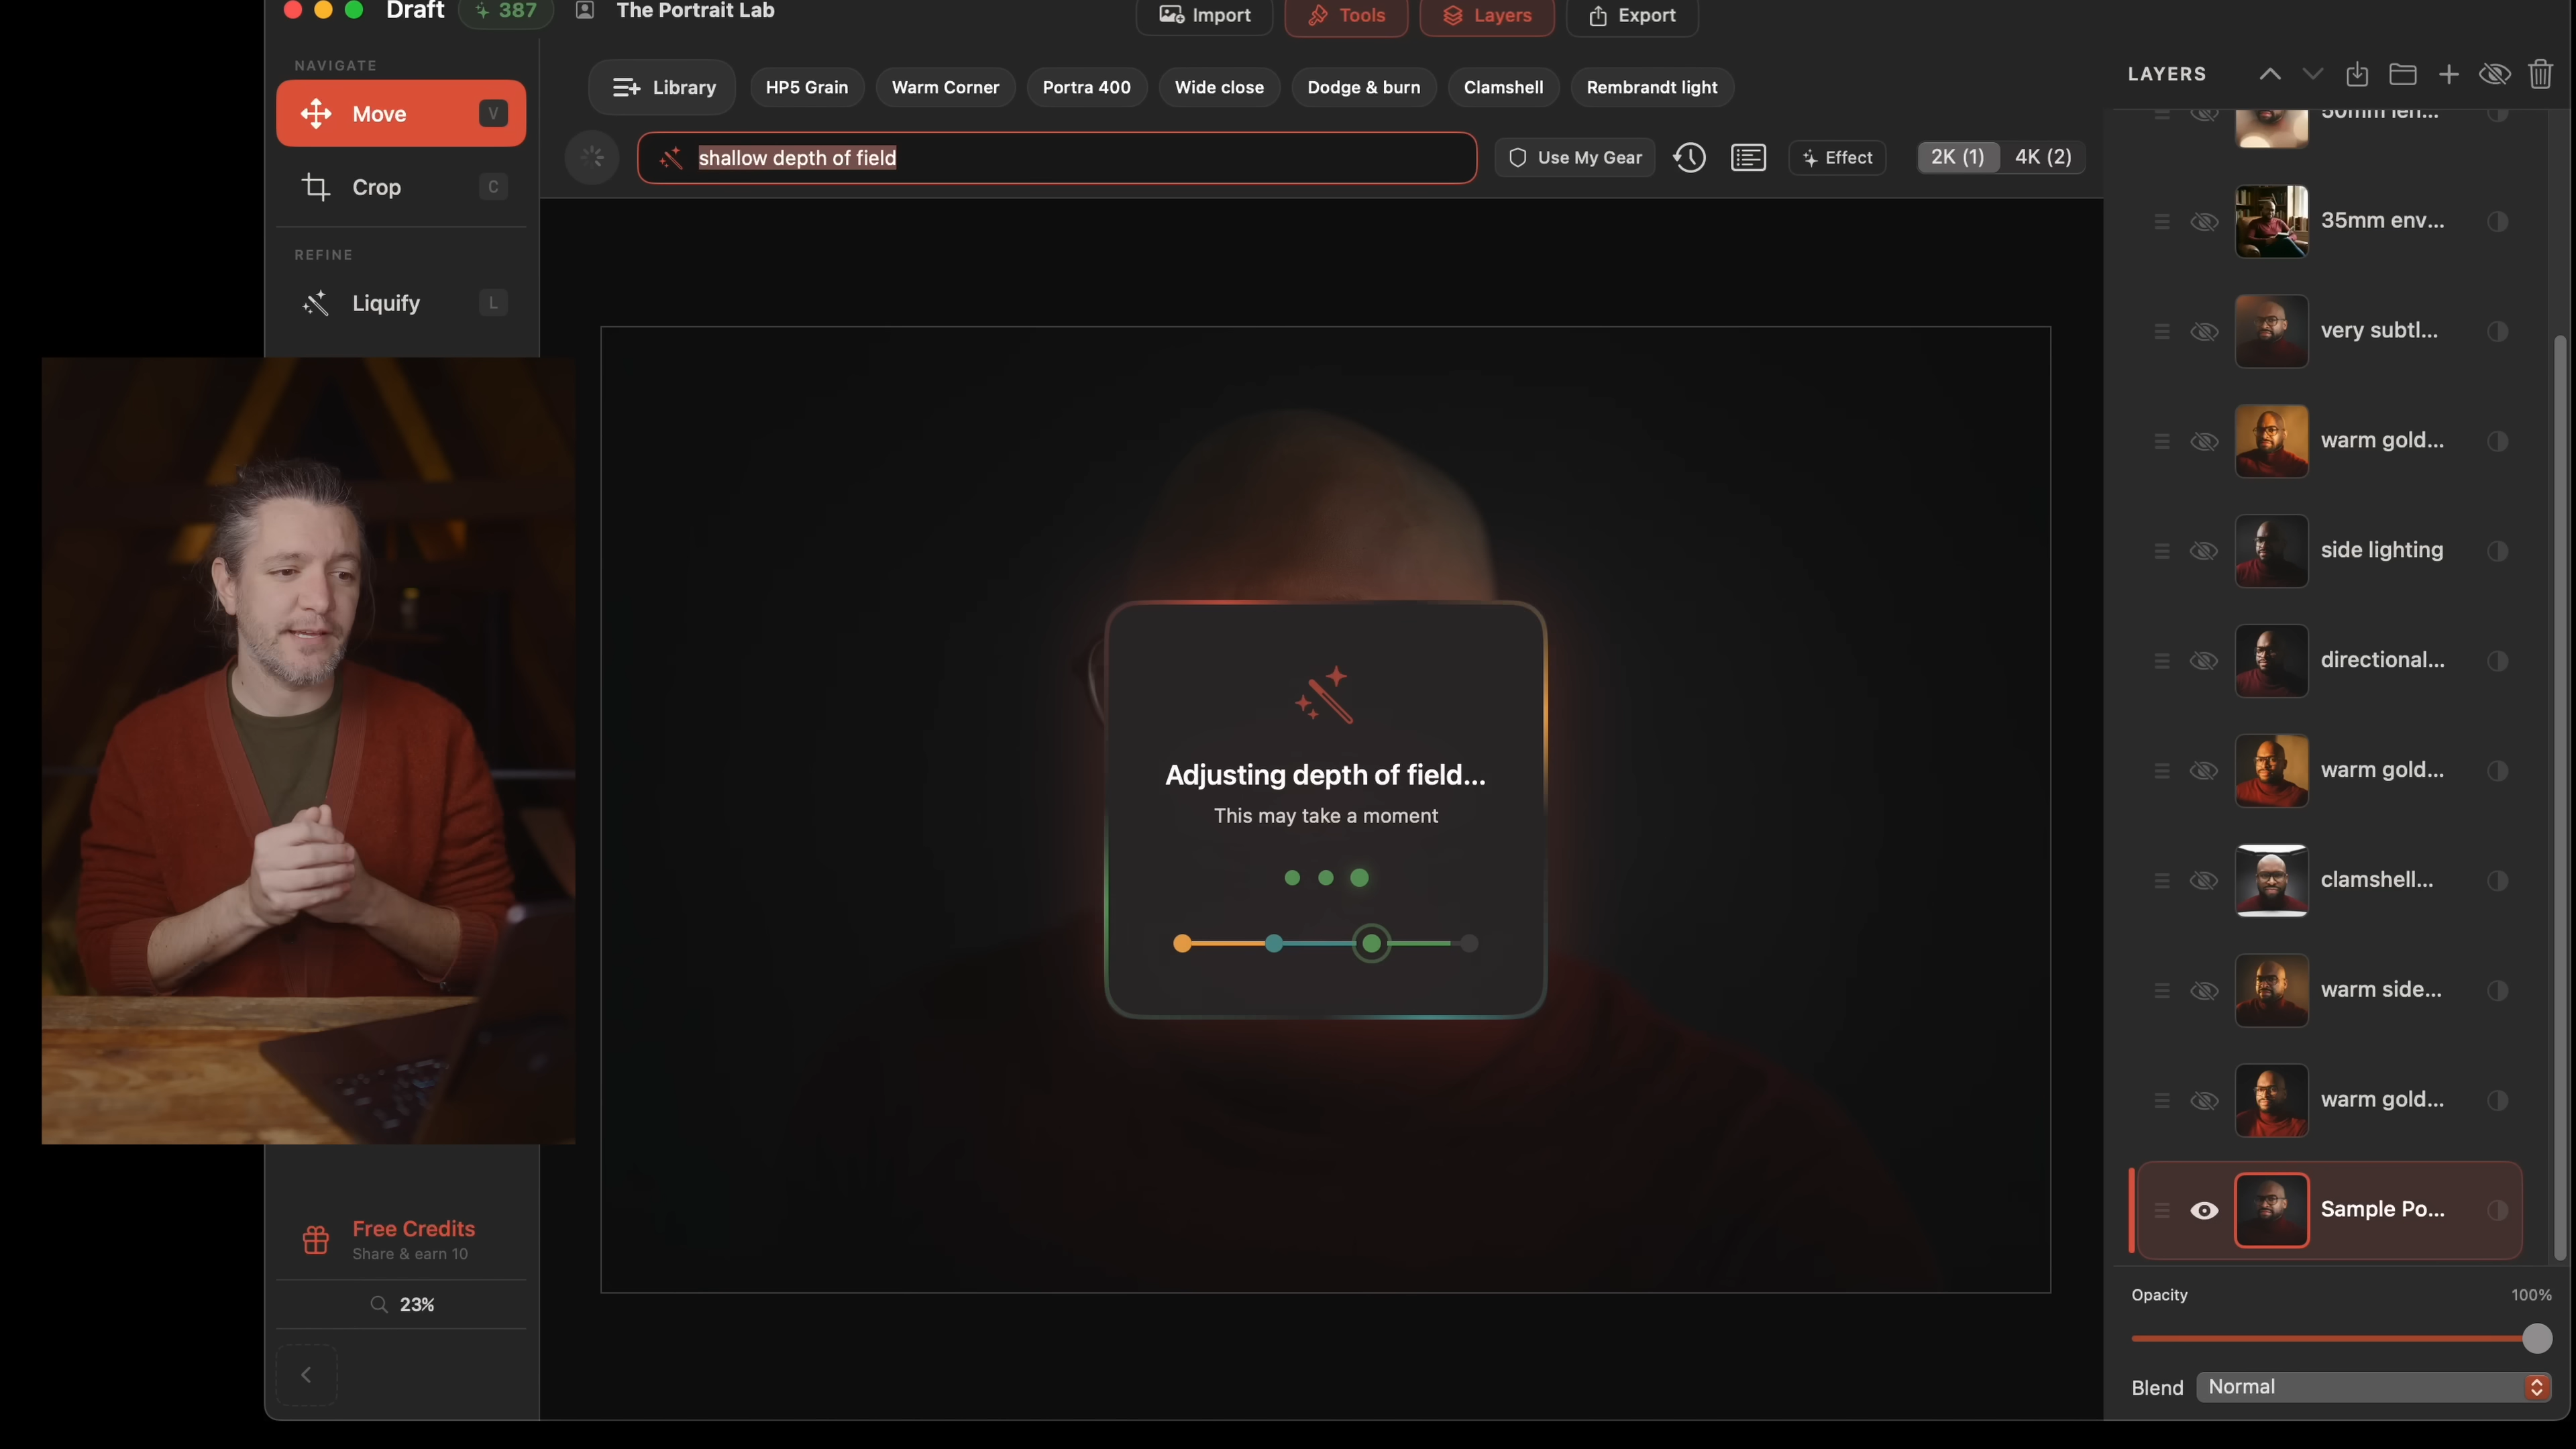 Draft
387
The Portrait Lab
Import
Tools
Layers
Export
NAVIGATE
Move
V
Crop
C
REFINE
Liquify
L
Library
HP5 Grain
Warm Corner
Portra 400
Wide close
Dodge & burn
Clamshell
Rembrandt light
shallow depth of field
Use My Gear
Effect
2K (1)
4K (2)
Adjusting depth of field...
This may take a moment
Free Credits
Share & earn 10
23%
LAYERS
50mm len...
35mm env...
very subtl...
warm gold...
side lighting
directional...
warm gold...
clamshell...
warm side...
warm gold...
Sample Po...
Opacity
100%
Blend
Normal